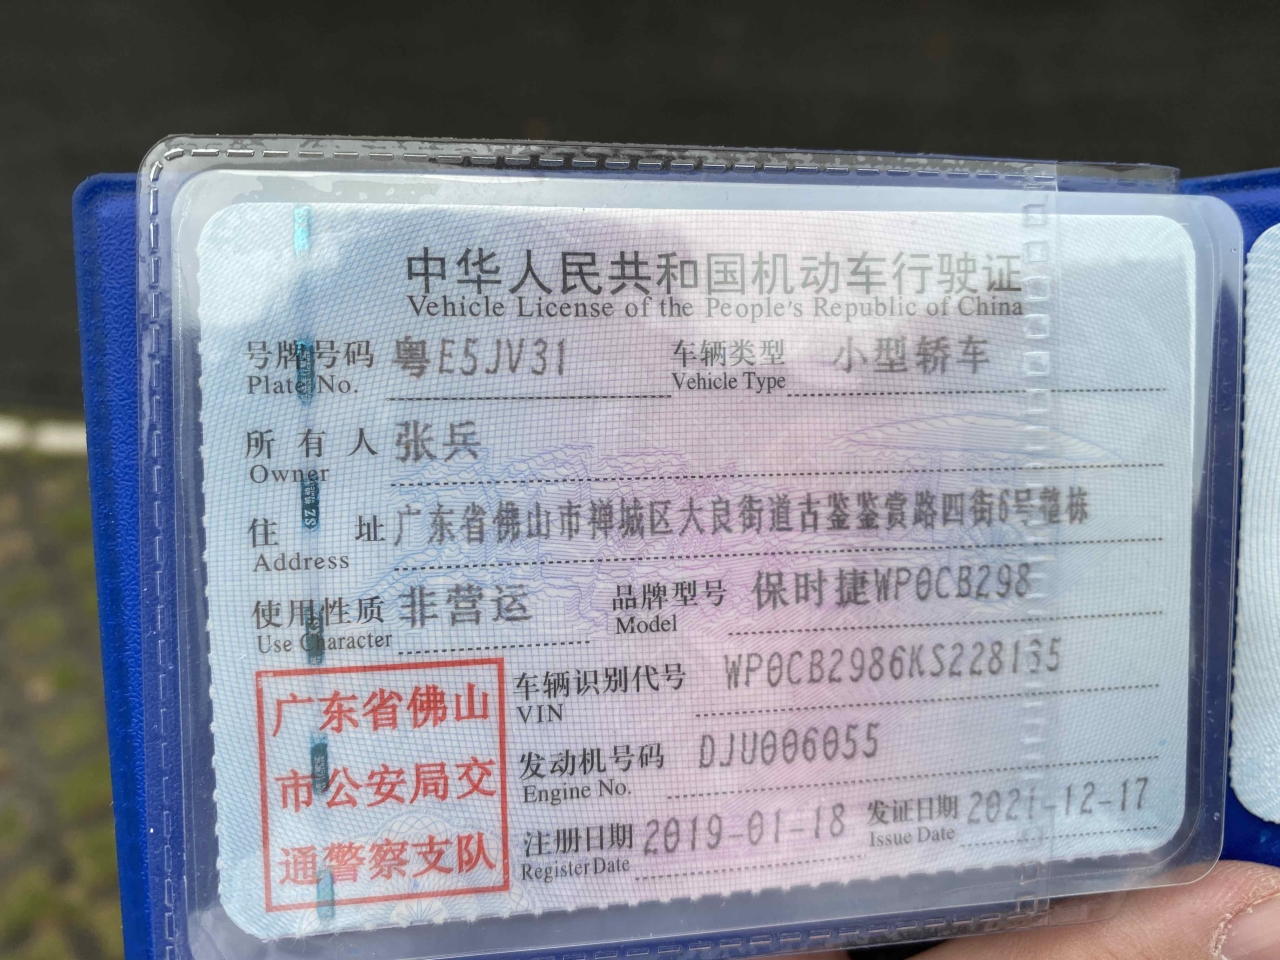 中华人民共和国机动车行驶证
Vehicle License of the People's Republic of China
号牌号码 粤E5JV31 车辆类型 小型轿车
Plate No. Vehicle Type
所有人 张兵
Owner
住址 广东省佛山市禅城区大良街道古鉴鉴赏路四街6号整栋
Address
使用性质 非营运 品牌型号 保时捷WP0CB298
Use Character Model
车辆识别代号 WP0CB2986KS228135
VIN
发动机号码 DJU006055
Engine No.
注册日期 2019-01-18 发证日期 2021-12-17
Register Date Issue Date
广东省佛山
市公安局交
通警察支队